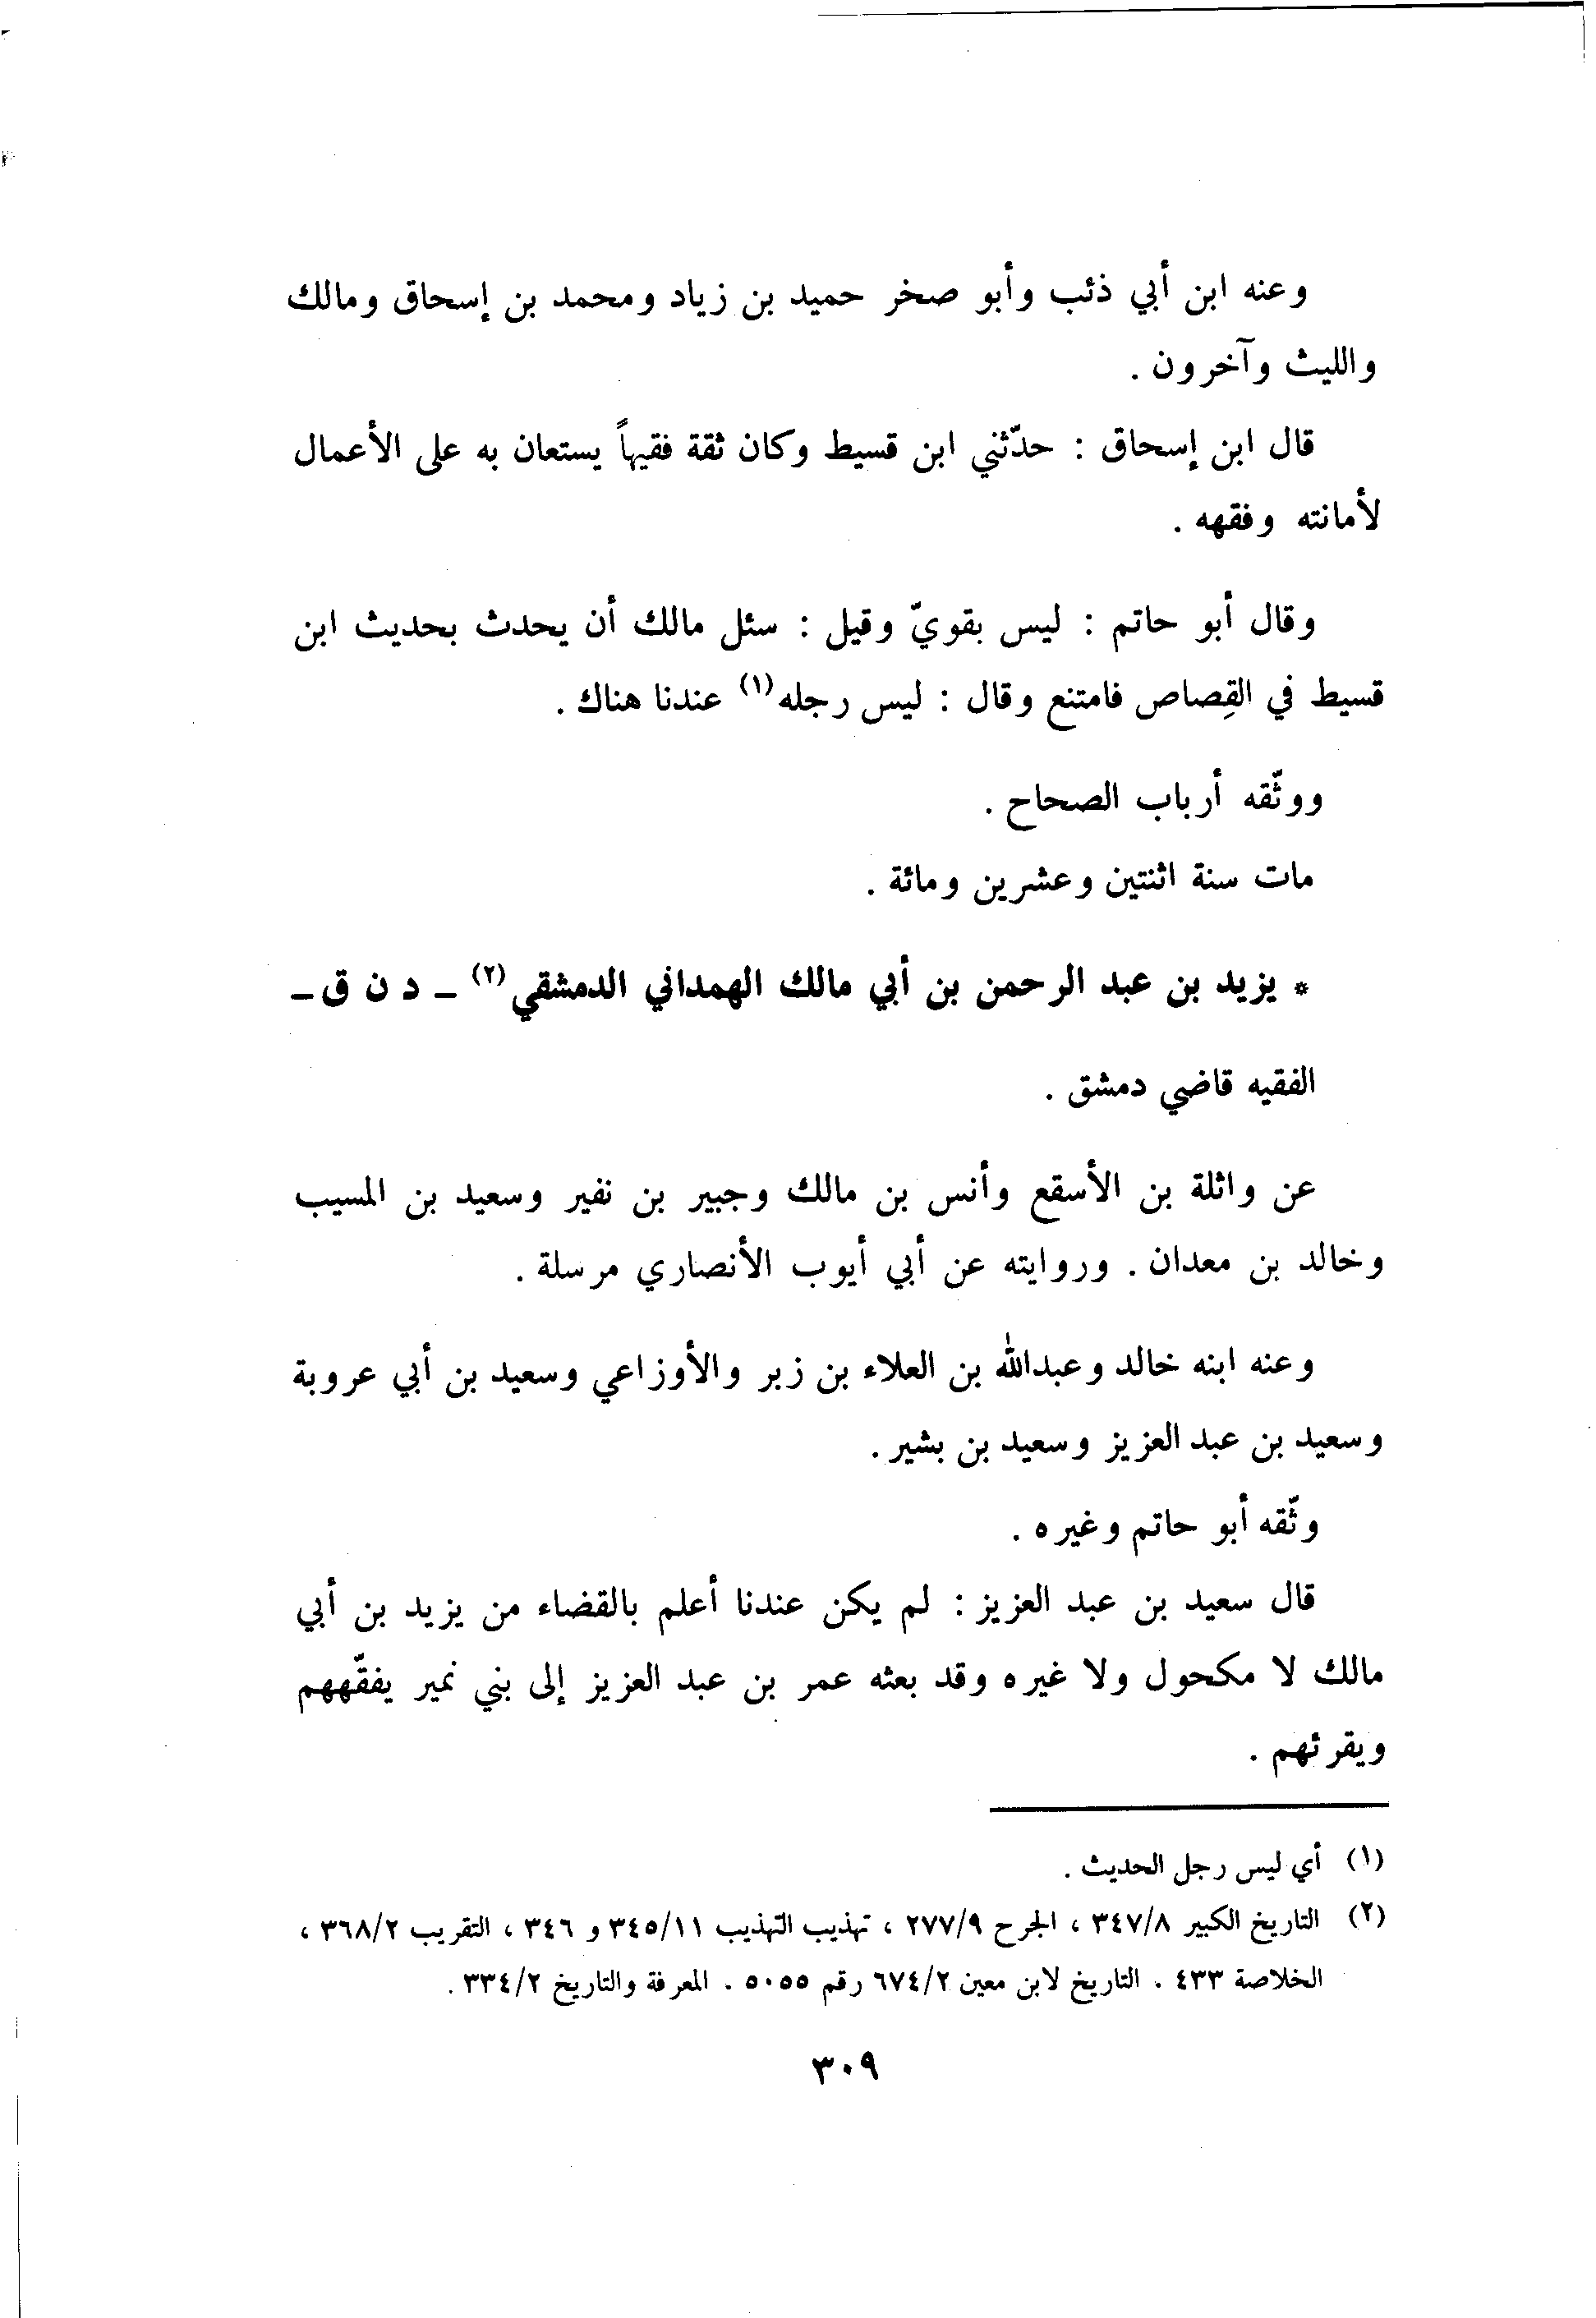 وعنه ابن أبي ذئب وأبو صخر حميد بن زياد ومحمد بن إسحاق ومالك
والليث وآخرون .
قال ابن إسحاق : حدّثني ابن قسيط وكان ثقة فقيهاً يستعان به على الأعمال
لأمانته وفقهه .
وقال أبو حاتم : ليس بقويّ وقيل : سئل مالك أن يحدث بحديث ابن
قسيط في القِصاص فامتنع وقال : ليس رجله (١) عندنا هناك .
ووثّقه أرباب الصحاح .
مات سنة اثنتين وعشرين ومائة .
* يزيد بن عبد الرحمن بن أبي مالك الهمداني الدمشقي (٢) ــ د ن ق ــ
الفقيه قاضي دمشق .
عن واثلة بن الأسقع وأنس بن مالك وجبير بن نفير وسعيد بن المسيب
وخالد بن معدان . وروايته عن أبي أيوب الأنصاري مرسلة .
وعنه ابنه خالد وعبدالله بن العلاء بن زبر والأوزاعي وسعيد بن أبي عروبة
وسعيد بن عبد العزيز وسعيد بن بشير .
وثّقه أبو حاتم وغيره .
قال سعيد بن عبد العزيز : لم يكن عندنا أعلم بالقضاء من يزيد بن أبي
مالك لا مكحول ولا غيره وقد بعثه عمر بن عبد العزيز إلى بني نمير يفقّههم
ويقرئهم .
(١) أي ليس رجل الحديث .
(٢) التاريخ الكبير ٣٤٧/٨ ، الجرح ٢٧٧/٩ ، تهذيب التهذيب ٣٤٥/١١ و ٣٤٦ ، التقريب ٣٦٨/٢ ،
الخلاصة ٤٣٣ . التاريخ لابن معين ٦٧٤/٢ رقم ٥٠٥٥ . المعرفة والتاريخ ٣٣٤/٢ .
٣٠٩